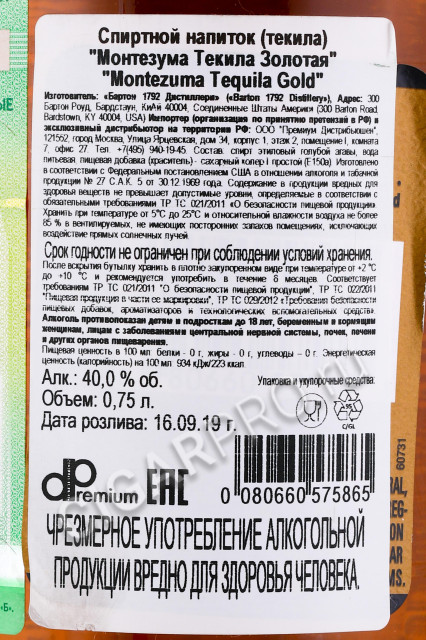 Спиртной напиток (текила)
"Монтезума Текила Золотая"
"Montezuma Tequila Gold"
Изготовитель: «Бартон 1792 Дистиллери» («Barton 1792 Distillery»), Адрес: 300
Бартон Роуд, Бардстаун, КиАй 40004, Соединенные Штаты Америки (300 Barton Road,
Bardstown, KY 40004, USA) Импортер (организация по принятию претензий в РФ) и
эксклюзивный дистрибьютор на территории РФ: ООО "Премиум Дистрибьюшен",
121552, город Москва, Улица Ярцевская, дом 34, корпус 1, этаж 2, помещение I, комната
7, офис 27 Тел. +7(495) 940-19-45 Состав: спирт этиловый голубой агавы, вода
питьевая, пищевая добавка (краситель) - сахарный колер I простой (E150a). Изготовлено
в соответствии с Федеральным постановлением США в отношении алкоголя и табачной
продукции № 27 C.A.K. 5 от 30.12.1969 года. Содержание в продукции вредных для
здоровья веществ не превышают допустимые уровни, определяемые в соответствии с
обязательными требованиями ТР ТС 021/2011 «О безопасности пищевой продукции»
Хранить при температуре от 5°С до 25°С и относительной влажности воздуха не более
85 % в вентилируемых, не имеющих посторонних запахов помещениях, исключающих
воздействие прямых солнечных лучей.
Срок годности не ограничен при соблюдении условий хранения.
После вскрытия бутылку хранить в плотно закупоренном виде при температуре от +2 °С
до +10 °С и рекомендуется употребить в течение 6 месяцев. Соответствует
требованиям ТР ТС 021/2011 "О безопасности пищевой продукции", ТР ТС 022/2011
"Пищевая продукция в части ее маркировки", ТР ТС 029/2012 «Требования безопасности
пищевых добавок, ароматизаторов и технологических вспомогательных средств».
Алкоголь противопоказан детям и подросткам до 18 лет, беременным и кормящим
женщинам, лицам с заболеваниями центральной нервной системы, почек, печени
и других органов пищеварения.
Пищевая ценность в 100 мл: белки - 0 г, жиры - 0 г, углеводы – 0 г. Энергетическая
ценность (калорийность) на 100 мл: 934 кДж/223 ккал.
Алк.: 40,0 % об.
Упаковка и укупорочные средства:
Объем: 0,75 л.
Дата розлива: 16.09.19 г.
C/GL
dp Premium
EAC
0 080660 575865
60731
ЧРЕЗМЕРНОЕ УПОТРЕБЛЕНИЕ АЛКОГОЛЬНОЙ
ПРОДУКЦИИ ВРЕДНО ДЛЯ ЗДОРОВЬЯ ЧЕЛОВЕКА.